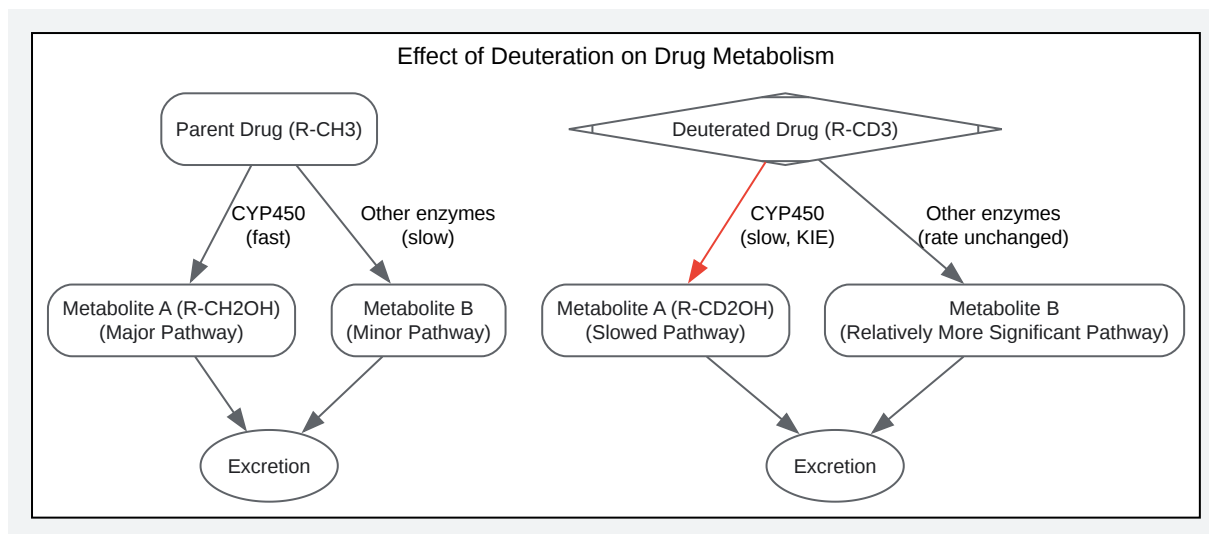 Effect of Deuteration on Drug Metabolism
Parent Drug (R-CH3)
CYP450
(fast)
Other enzymes
(slow)
Metabolite A (R-CH2OH)
(Major Pathway)
Metabolite B
(Minor Pathway)
Excretion
Deuterated Drug (R-CD3)
CYP450
(slow, KIE)
Other enzymes
(rate unchanged)
Metabolite A (R-CD2OH)
(Slowed Pathway)
Metabolite B
(Relatively More Significant Pathway)
Excretion